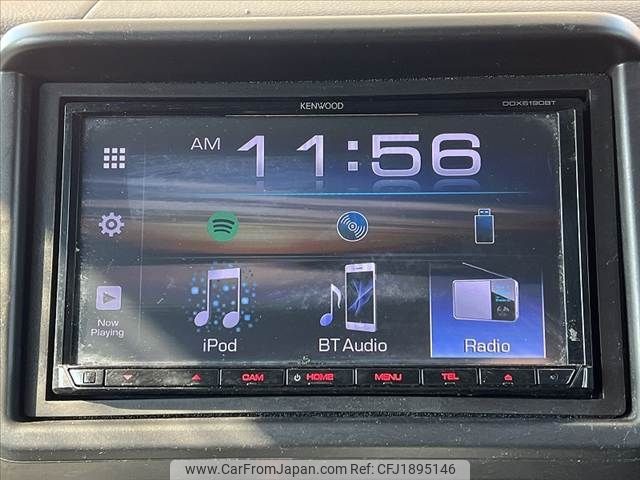 KENWOOD
DDX6190BT
AM 11:56
Now
Playing
iPod
BT Audio
Radio
CAM
HOME
MENU
TEL
www.CarFromJapan.com | Ref: CFJ1895146